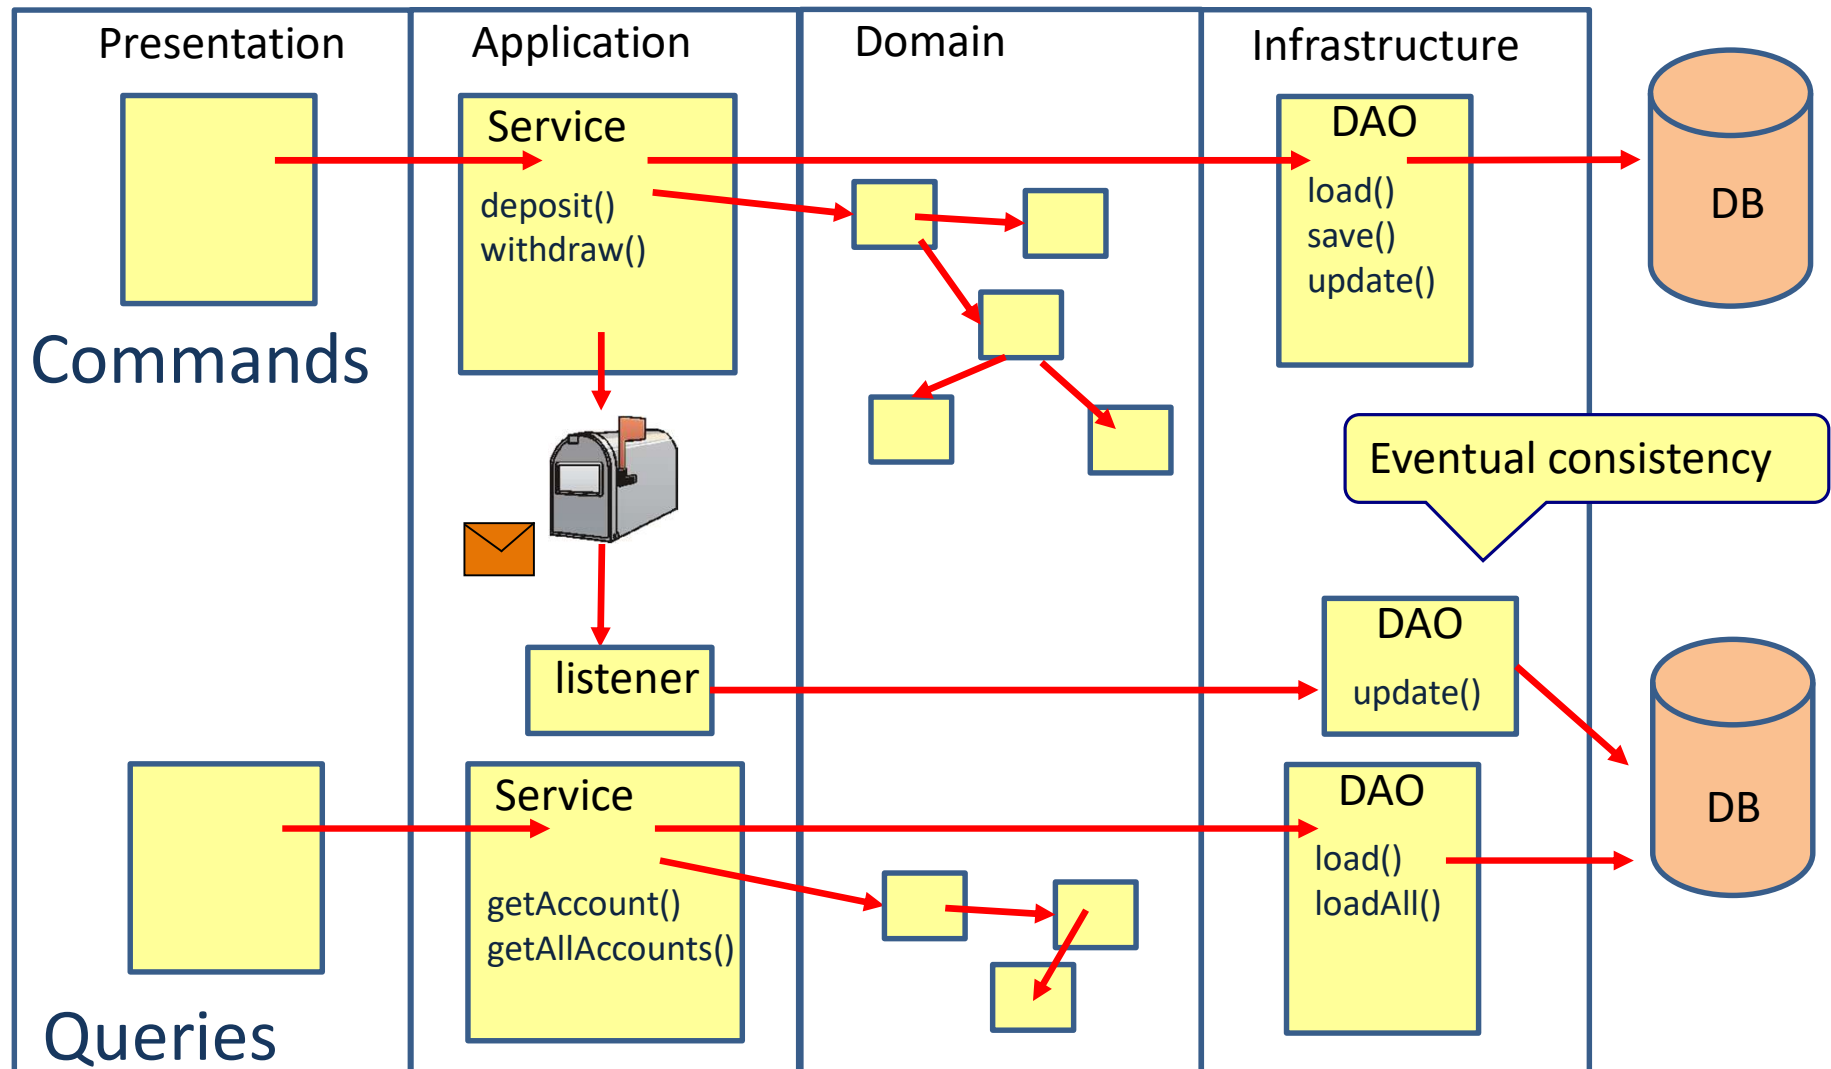 Presentation
Application
Domain
Infrastructure
Service
deposit()
withdraw()
DAO
load()
save()
update()
DB
Commands
Eventual consistency
listener
DAO
update()
DB
Service
getAccount()
getAllAccounts()
DAO
load()
loadAll()
Queries